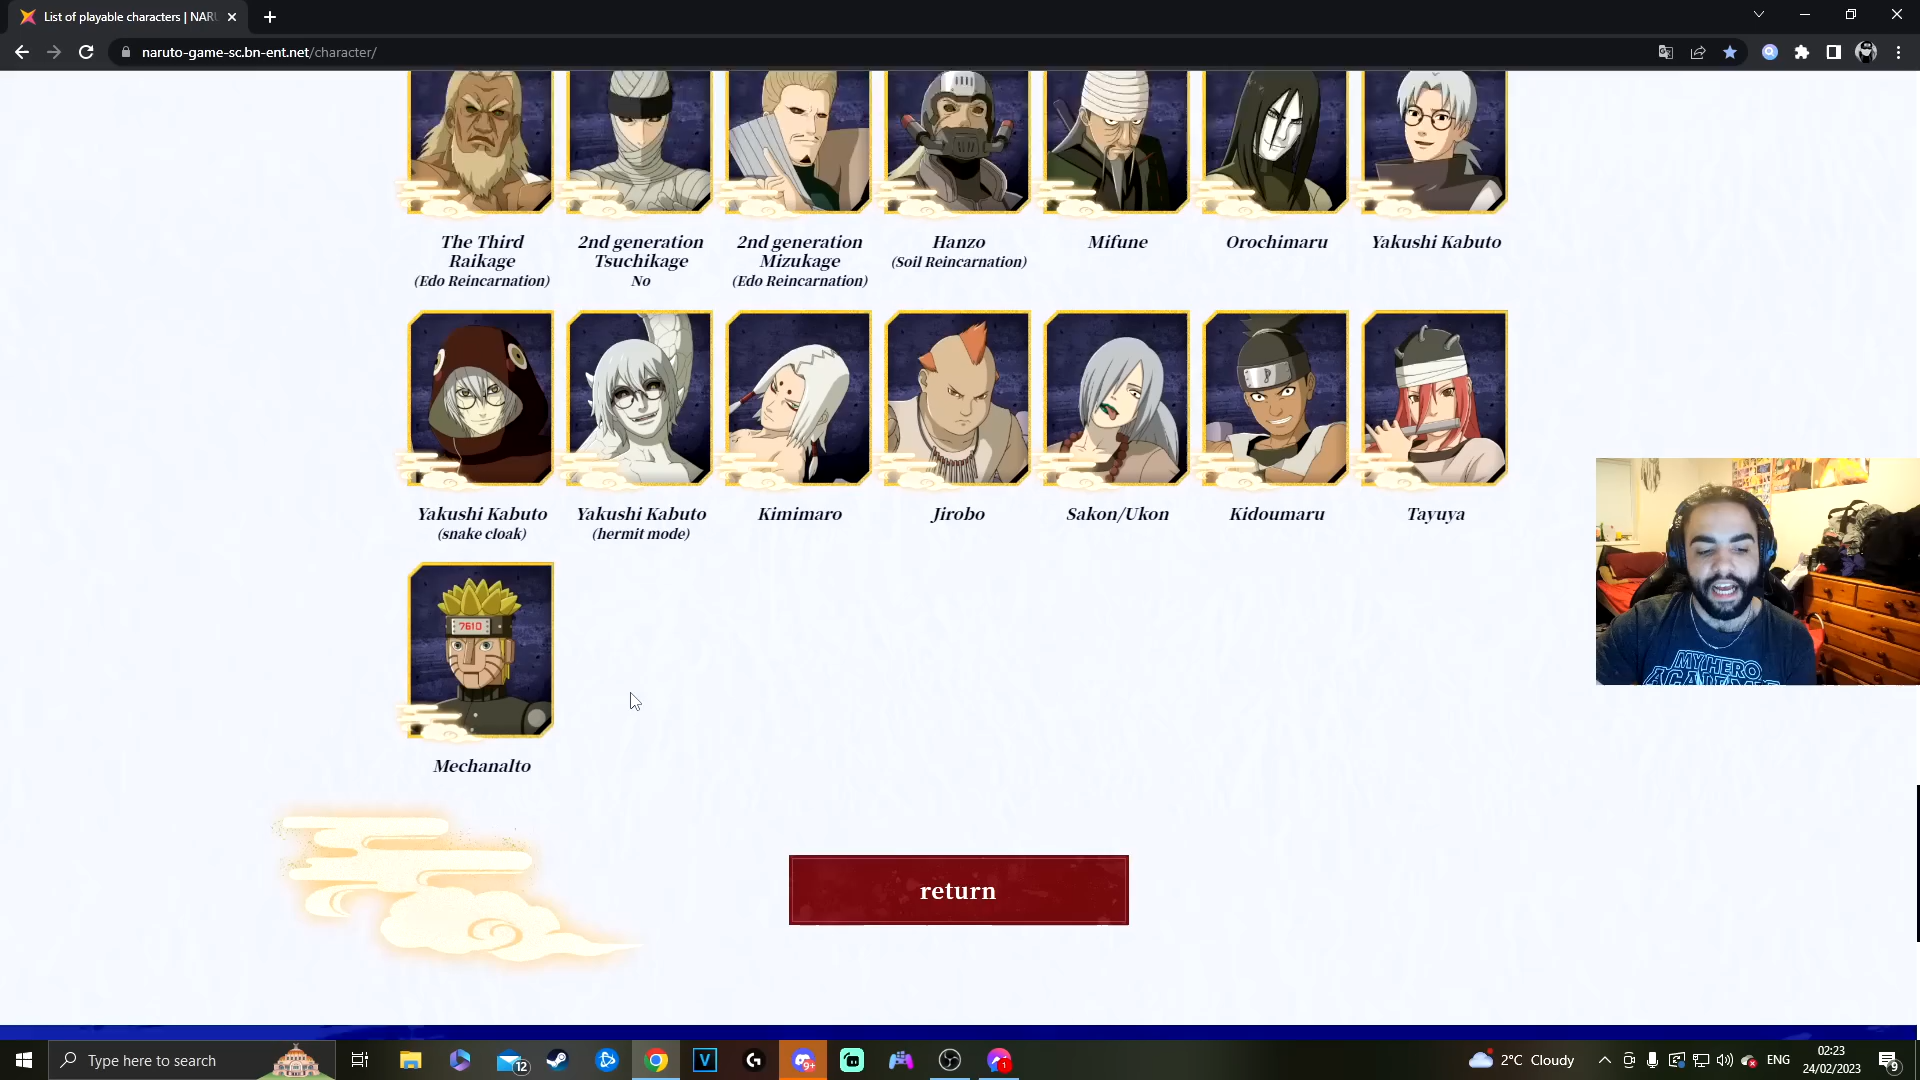 List of playable characters | NARU
naruto-game-sc.bn-ent.net/character/
The Third
Raikage
(Edo Reincarnation)
2nd generation
Tsuchikage
No
2nd generation
Mizukage
(Edo Reincarnation)
Hanzo
(Soil Reincarnation)
Mifune
Orochimaru
Yakushi Kabuto
Yakushi Kabuto
(snake cloak)
Yakushi Kabuto
(hermit mode)
Kimimaro
Jirobo
Sakon/Ukon
Kidoumaru
Tayuya
7610
Mechanalto
MY HERO
return
Type here to search
12
V
9+
1
2°C Cloudy
ENG
02:23
24/02/2023
9